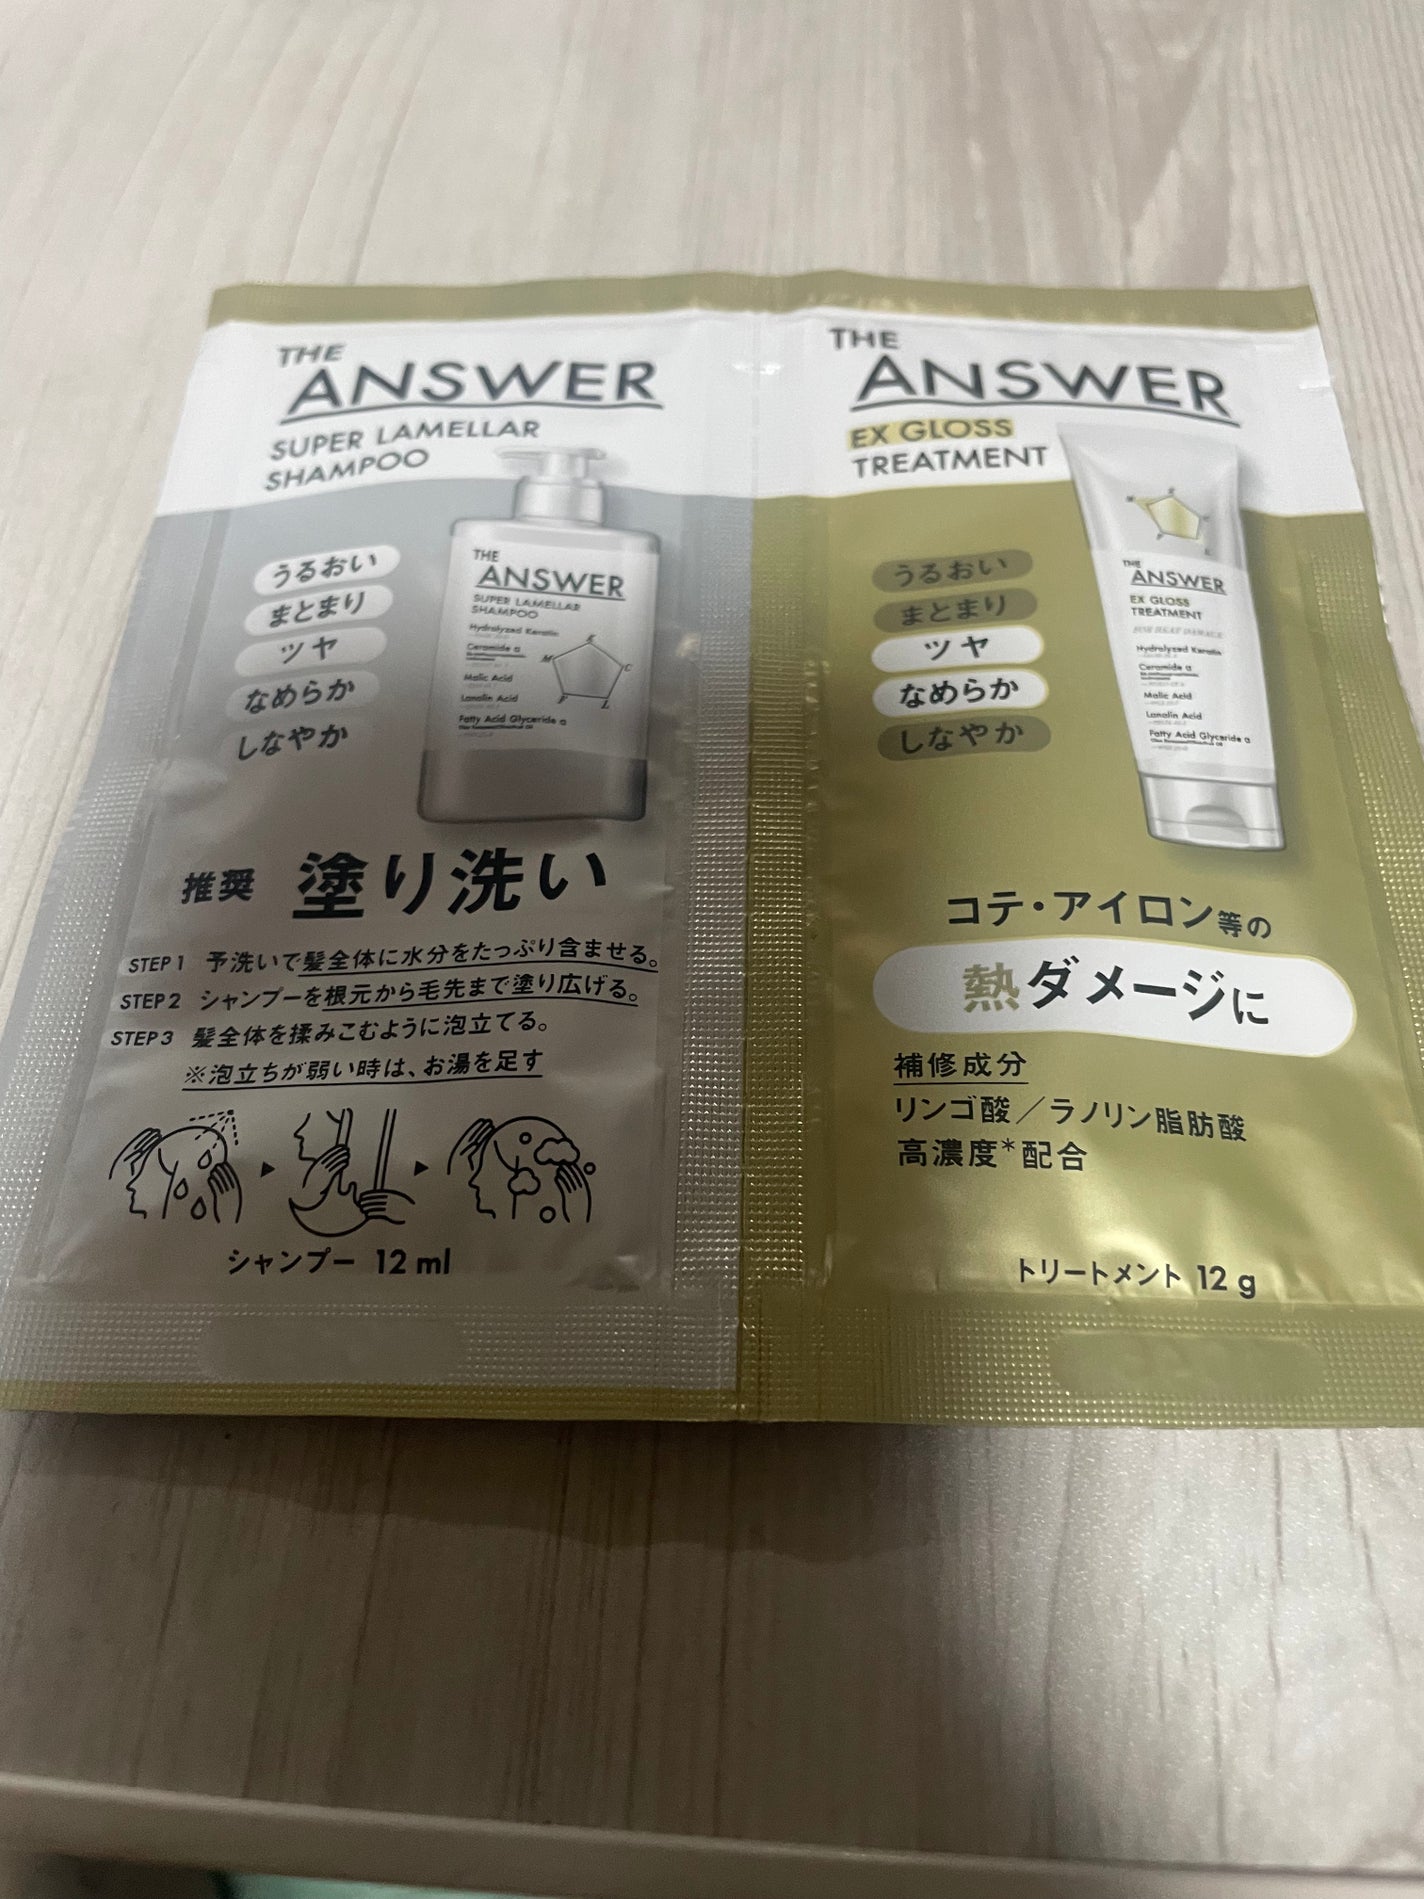 THE
ANSWER
SUPER LAMELLAR
SHAMPOO
うるおい
まとまり
ツヤ
なめらか
しなやか
THE
ANSWER
SUPER LAMELLAR
SHAMPOO
Hydrolyzed Keratin
Ceramide α
Malic Acid
Lanolin Acid
Fatty Acid Glyceride α
K
M
C
F
L
推奨 塗り洗い
STEP1 予洗いで髪全体に水分をたっぷり含ませる。
STEP2 シャンプーを根元から毛先まで塗り広げる。
STEP3 髪全体を揉みこむように泡立てる。
※泡立ちが弱い時は、お湯を足す
シャンプー 12 ml
THE
ANSWER
EX GLOSS
TREATMENT
うるおい
まとまり
ツヤ
なめらか
しなやか
THE
ANSWER
EX GLOSS
TREATMENT
FOR HEAT DAMAGE
Hydrolyzed Keratin
Ceramide α
Malic Acid
Lanolin Acid
Fatty Acid Glyceride α
コテ・アイロン等の
熱ダメージに
補修成分
リンゴ酸／ラノリン脂肪酸
高濃度*配合
トリートメント 12 g